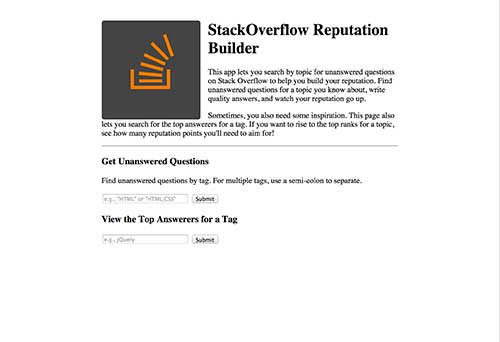 StackOverflow Reputation
Builder
This app lets you search by topic for unanswered questions
on Stack Overflow to help you build your reputation. Find
unanswered questions for a topic you know about, write
quality answers, and watch your reputation go up.
Sometimes, you also need some inspiration. This page also
lets you search for the top answerers for a tag. If you want to rise to the top ranks for a topic,
see how many reputation points you'll need to aim for!
Get Unanswered Questions
Find unanswered questions by tag. For multiple tags, use a semi-colon to separate.
e.g., "HTML" or "HTML;CSS" Submit
View the Top Answerers for a Tag
e.g., jQuery Submit